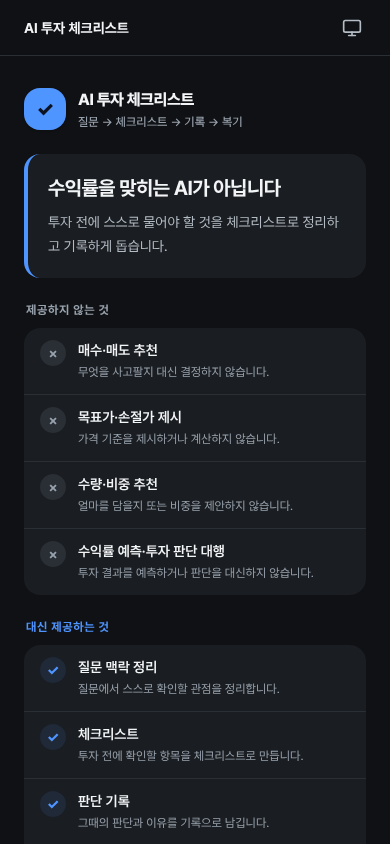 AI 투자 체크리스트
AI 투자 체크리스트
질문 → 체크리스트 → 기록 → 복기
수익률을 맞히는 AI가 아닙니다
투자 전에 스스로 물어야 할 것을 체크리스트로 정리하
고 기록하게 돕습니다.
제공하지 않는 것
매수·매도 추천
무엇을 사고팔지 대신 결정하지 않습니다.
목표가·손절가 제시
가격 기준을 제시하거나 계산하지 않습니다.
수량·비중 추천
얼마를 담을지 또는 비중을 제안하지 않습니다.
수익률 예측·투자 판단 대행
투자 결과를 예측하거나 판단을 대신하지 않습니다.
대신 제공하는 것
질문 맥락 정리
질문에서 스스로 확인할 관점을 정리합니다.
체크리스트
투자 전에 확인할 항목을 체크리스트로 만듭니다.
판단 기록
그때의 판단과 이유를 기록으로 남깁니다.